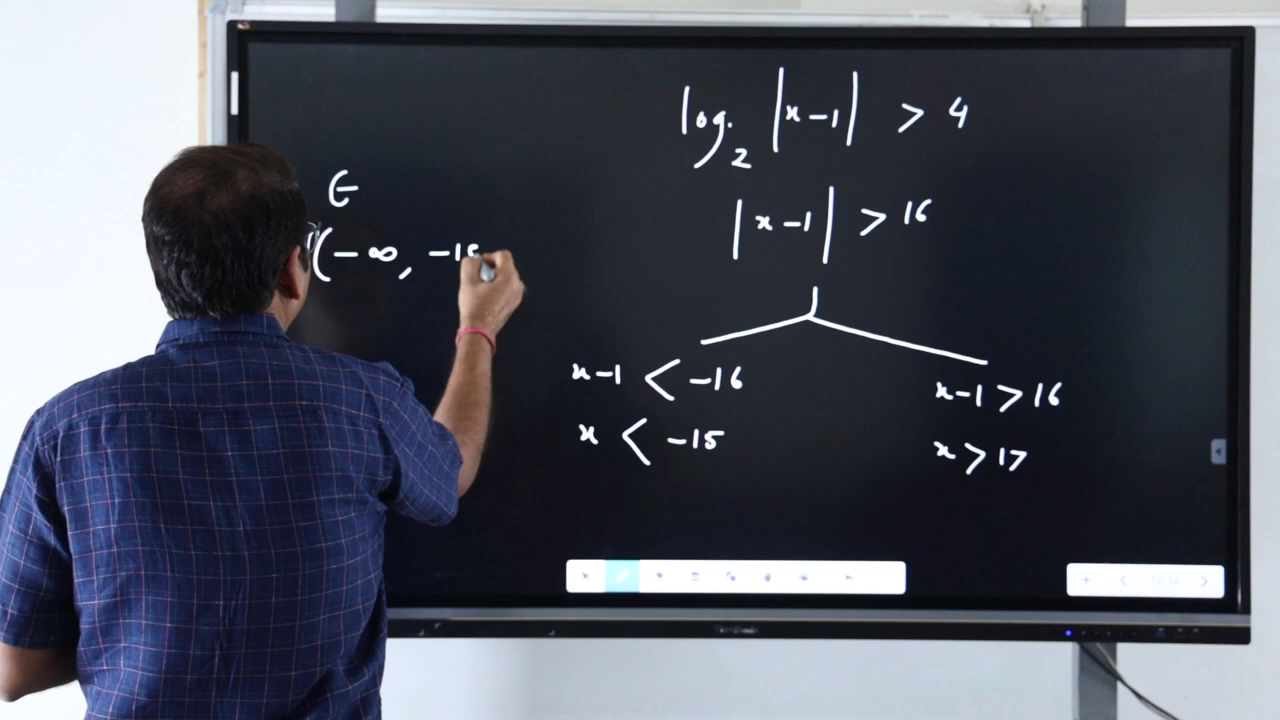 log₂ |x-1| > 4
|x-1| > 16
x-1 < -16
x < -15
x-1 > 16
x > 17
∈
(-∞, -15